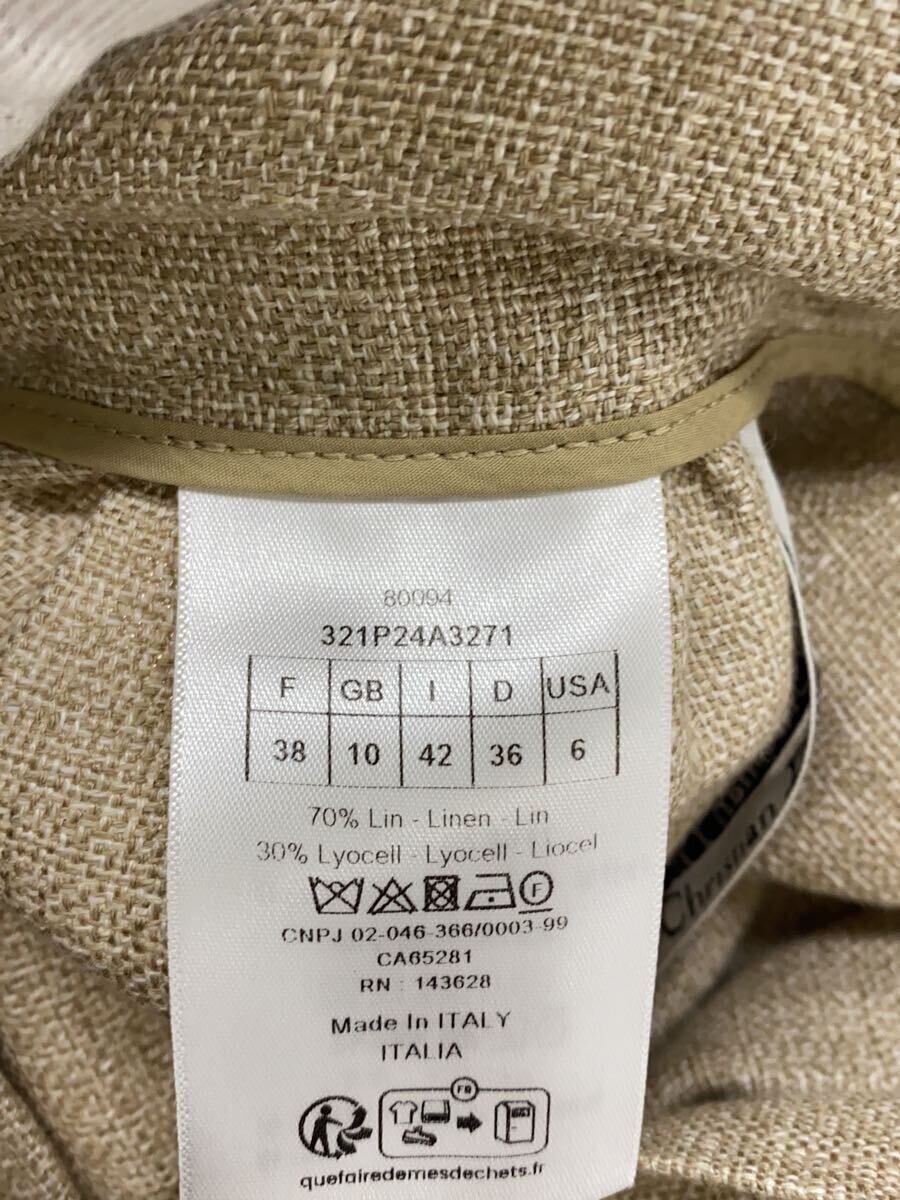 80094
321P24A3271
F GB I D USA
38 10 42 36 6
70% Lin - Linen - Lin
30% Lyocell - Lyocell - Liocel
F
CNPJ 02-046-366/0003-99
CA65281
RN : 143628
Made In ITALY
ITALIA
FR
quefairedemesdechets.fr
Christian